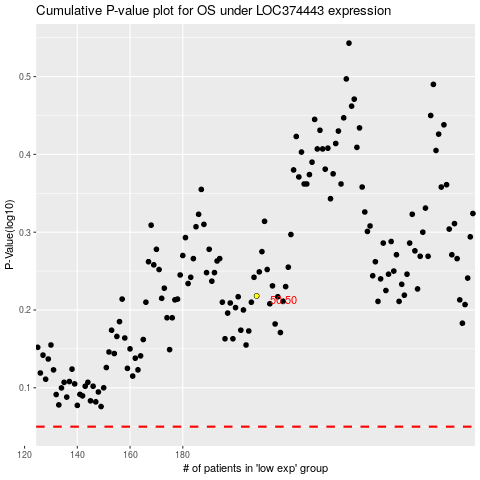 Cumulative P-value plot for OS under LOC374443 expression
P-Value(log10)
0.5
0.4
0.3
0.2
0.1
50:50
120 140 160 180
# of patients in 'low exp' group